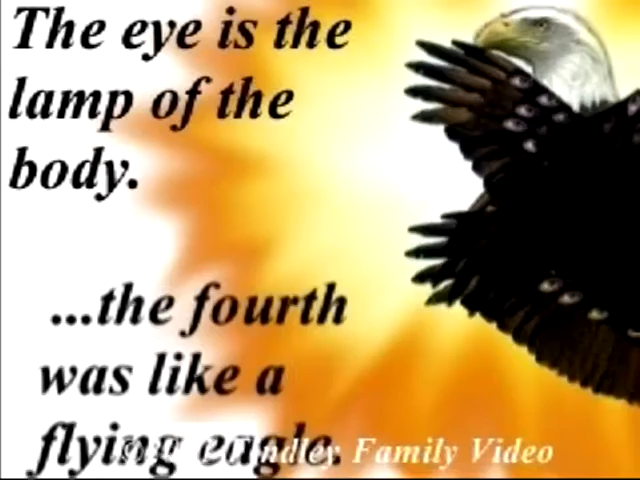 The eye is the
lamp of the
body.
...the fourth
was like a
flying eagle.
Family Video